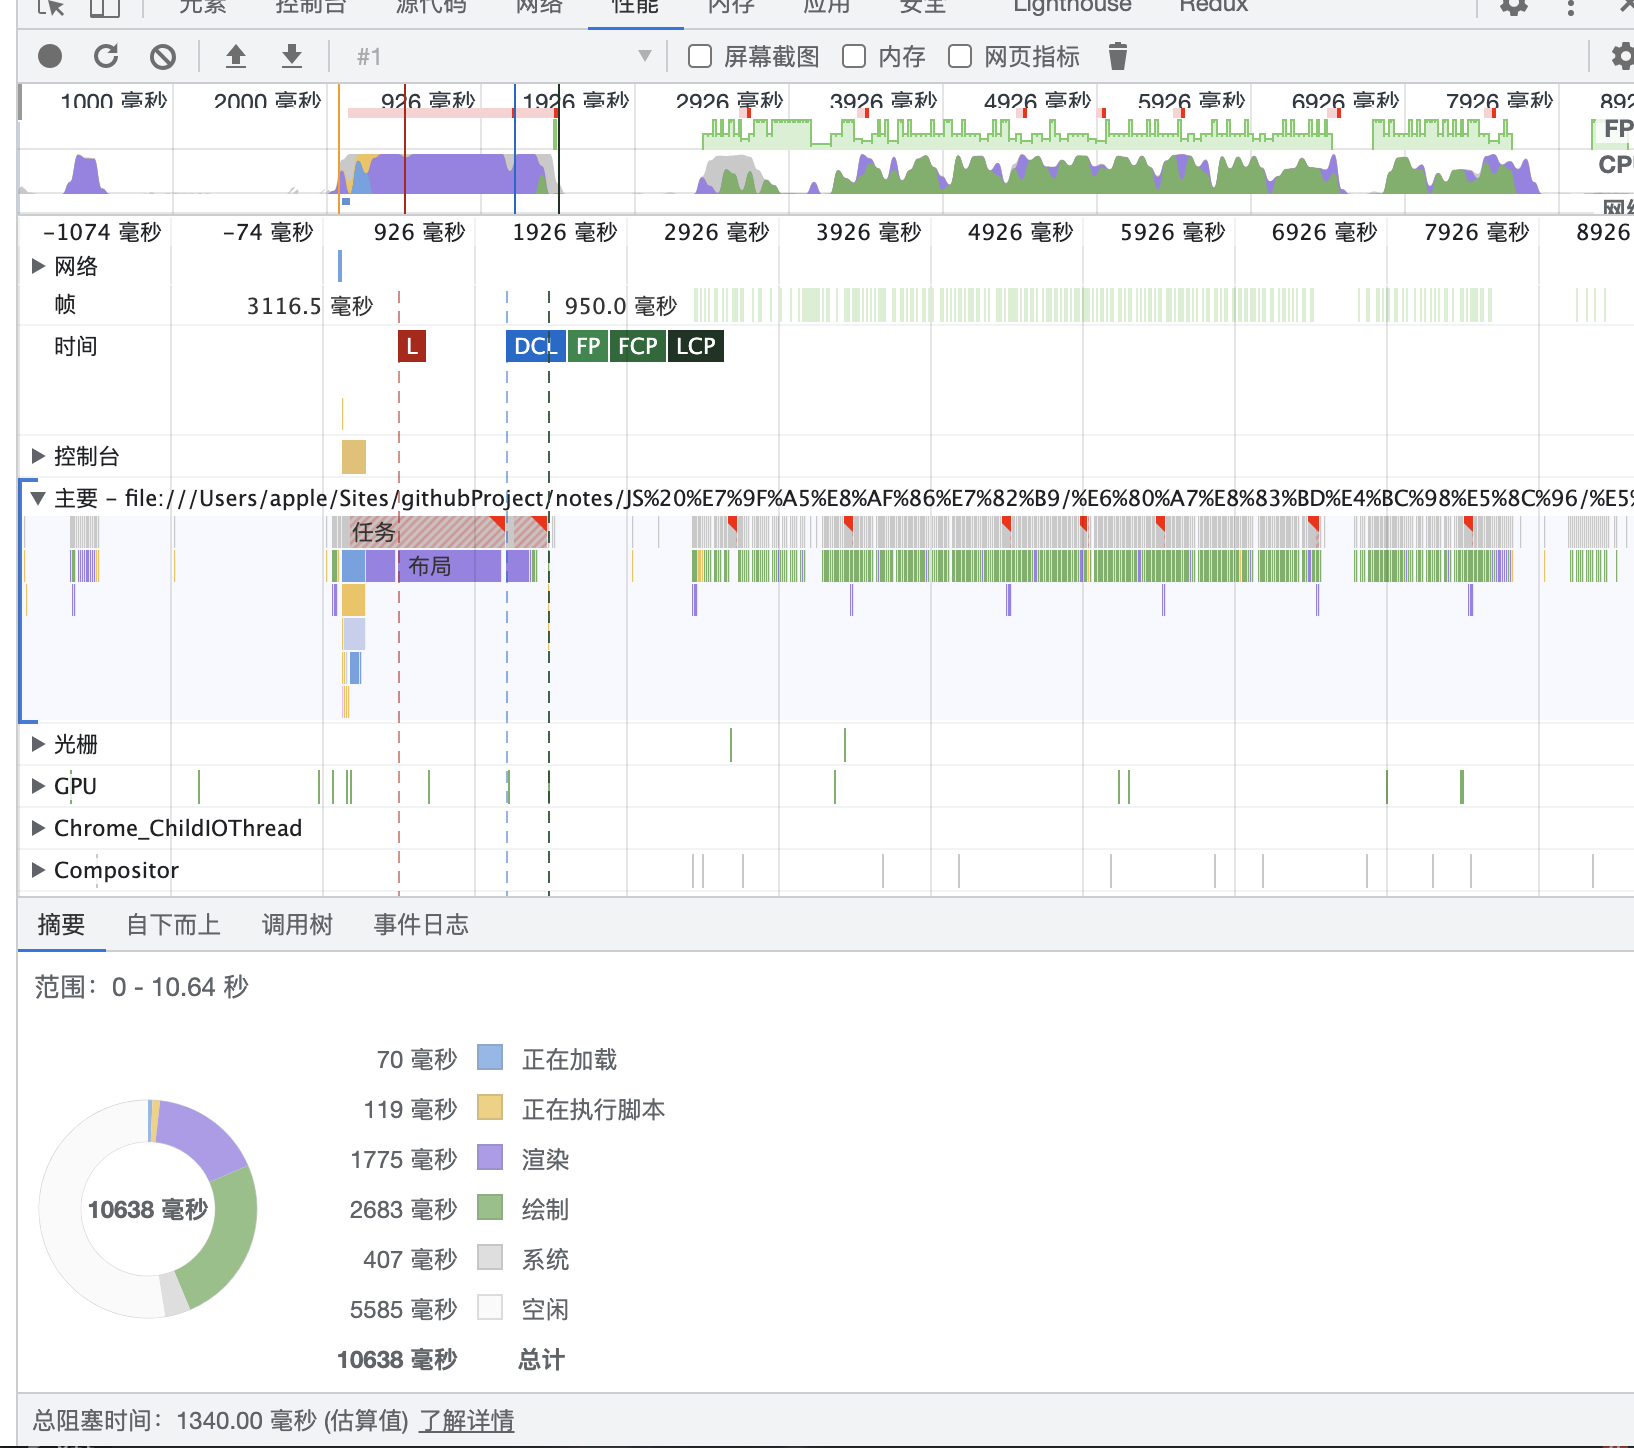 元素 控制台 源代码 网络 性能 内存 应用 安全 Lighthouse Redux
#1 屏幕截图 内存 网页指标
1000 毫秒 2000 毫秒 926 毫秒 1926 毫秒 2926 毫秒 3926 毫秒 4926 毫秒 5926 毫秒 6926 毫秒 7926 毫秒 892
FP
CP
网络
-1074 毫秒 -74 毫秒 926 毫秒 1926 毫秒 2926 毫秒 3926 毫秒 4926 毫秒 5926 毫秒 6926 毫秒 7926 毫秒 8926
网络
帧 3116.5 毫秒 950.0 毫秒
时间 L DCL FP FCP LCP
控制台
主要 – file:///Users/apple/Sites/githubProject/notes/JS%20%E7%9F%A5%E8%AF%86%E7%82%B9/%E6%80%A7%E8%83%BD%E4%BC%98%E5%8C%96/%E5%
任务
布局
光栅
GPU
Chrome_ChildIOThread
Compositor
摘要 自下而上 调用树 事件日志
范围：0 - 10.64 秒
70 毫秒 正在加载
119 毫秒 正在执行脚本
1775 毫秒 渲染
10638 毫秒
2683 毫秒 绘制
407 毫秒 系统
5585 毫秒 空闲
10638 毫秒 总计
总阻塞时间：1340.00 毫秒 (估算值) 了解详情